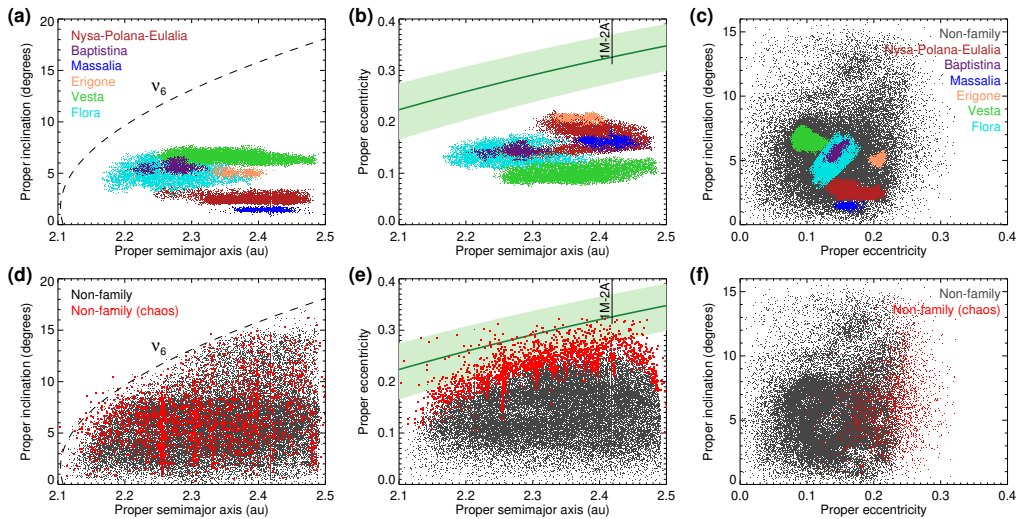 (a)
Proper inclination (degrees)
20
15
10
5
0
Nysa-Polana-Eulalia
Baptistina
Massalia
Erigone
Vesta
Flora
ν6
2.1 2.2 2.3 2.4 2.5
Proper semimajor axis (au)
(b)
Proper eccentricity
0.4
0.3
0.2
0.1
0.0
1M-2A
2.1 2.2 2.3 2.4 2.5
Proper semimajor axis (au)
(c)
Proper inclination (degrees)
15
10
5
0
Non-family
Nysa-Polana-Eulalia
Baptistina
Massalia
Erigone
Vesta
Flora
0.0 0.1 0.2 0.3 0.4
Proper eccentricity
(d)
Proper inclination (degrees)
20
15
10
5
0
Non-family
Non-family (chaos)
ν6
2.1 2.2 2.3 2.4 2.5
Proper semimajor axis (au)
(e)
Proper eccentricity
0.4
0.3
0.2
0.1
0.0
1M-2A
2.1 2.2 2.3 2.4 2.5
Proper semimajor axis (au)
(f)
Proper inclination (degrees)
15
10
5
0
Non-family
Non-family (chaos)
0.0 0.1 0.2 0.3 0.4
Proper eccentricity